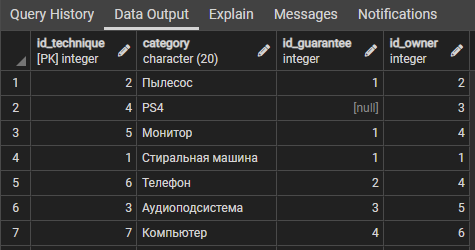 Query History Data Output Explain Messages Notifications
id_technique category id_guarantee id_owner
[PK] integer character (20) integer integer
1 2 Пылесос 1 2
2 4 PS4 [null] 3
3 5 Монитор 1 4
4 1 Стиральная машина 1 1
5 6 Телефон 2 4
6 3 Аудиоподсистема 3 5
7 7 Компьютер 4 6